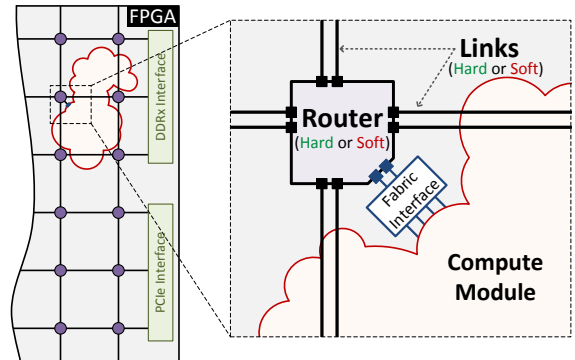 FPGA
DDRx Interface
PCIe Interface
Links
(Hard or Soft)
Router
(Hard or Soft)
Fabric
Interface
Compute
Module